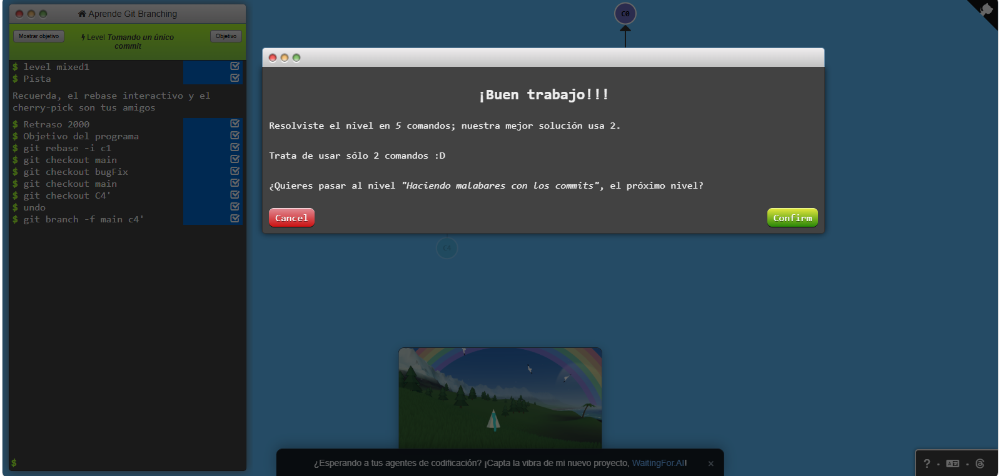 Aprende Git Branching
Mostrar objetivo
Level Tomando un único
commit
Objetivo
$ level mixed1
$ Pista
Recuerda, el rebase interactivo y el
cherry-pick son tus amigos
$ Retraso 2000
$ Objetivo del programa
$ git rebase -i c1
$ git checkout main
$ git checkout bugFix
$ git checkout main
$ git checkout C4'
$ undo
$ git branch -f main c4'
$
C0
¡Buen trabajo!!!
Resolviste el nivel en 5 comandos; nuestra mejor solución usa 2.
Trata de usar sólo 2 comandos :D
¿Quieres pasar al nivel "Haciendo malabares con los commits", el próximo nivel?
Cancel
Confirm
C4
¿Esperando a tus agentes de codificación? ¡Capta la vibra de mi nuevo proyecto, WaitingFor.AI!
×
?